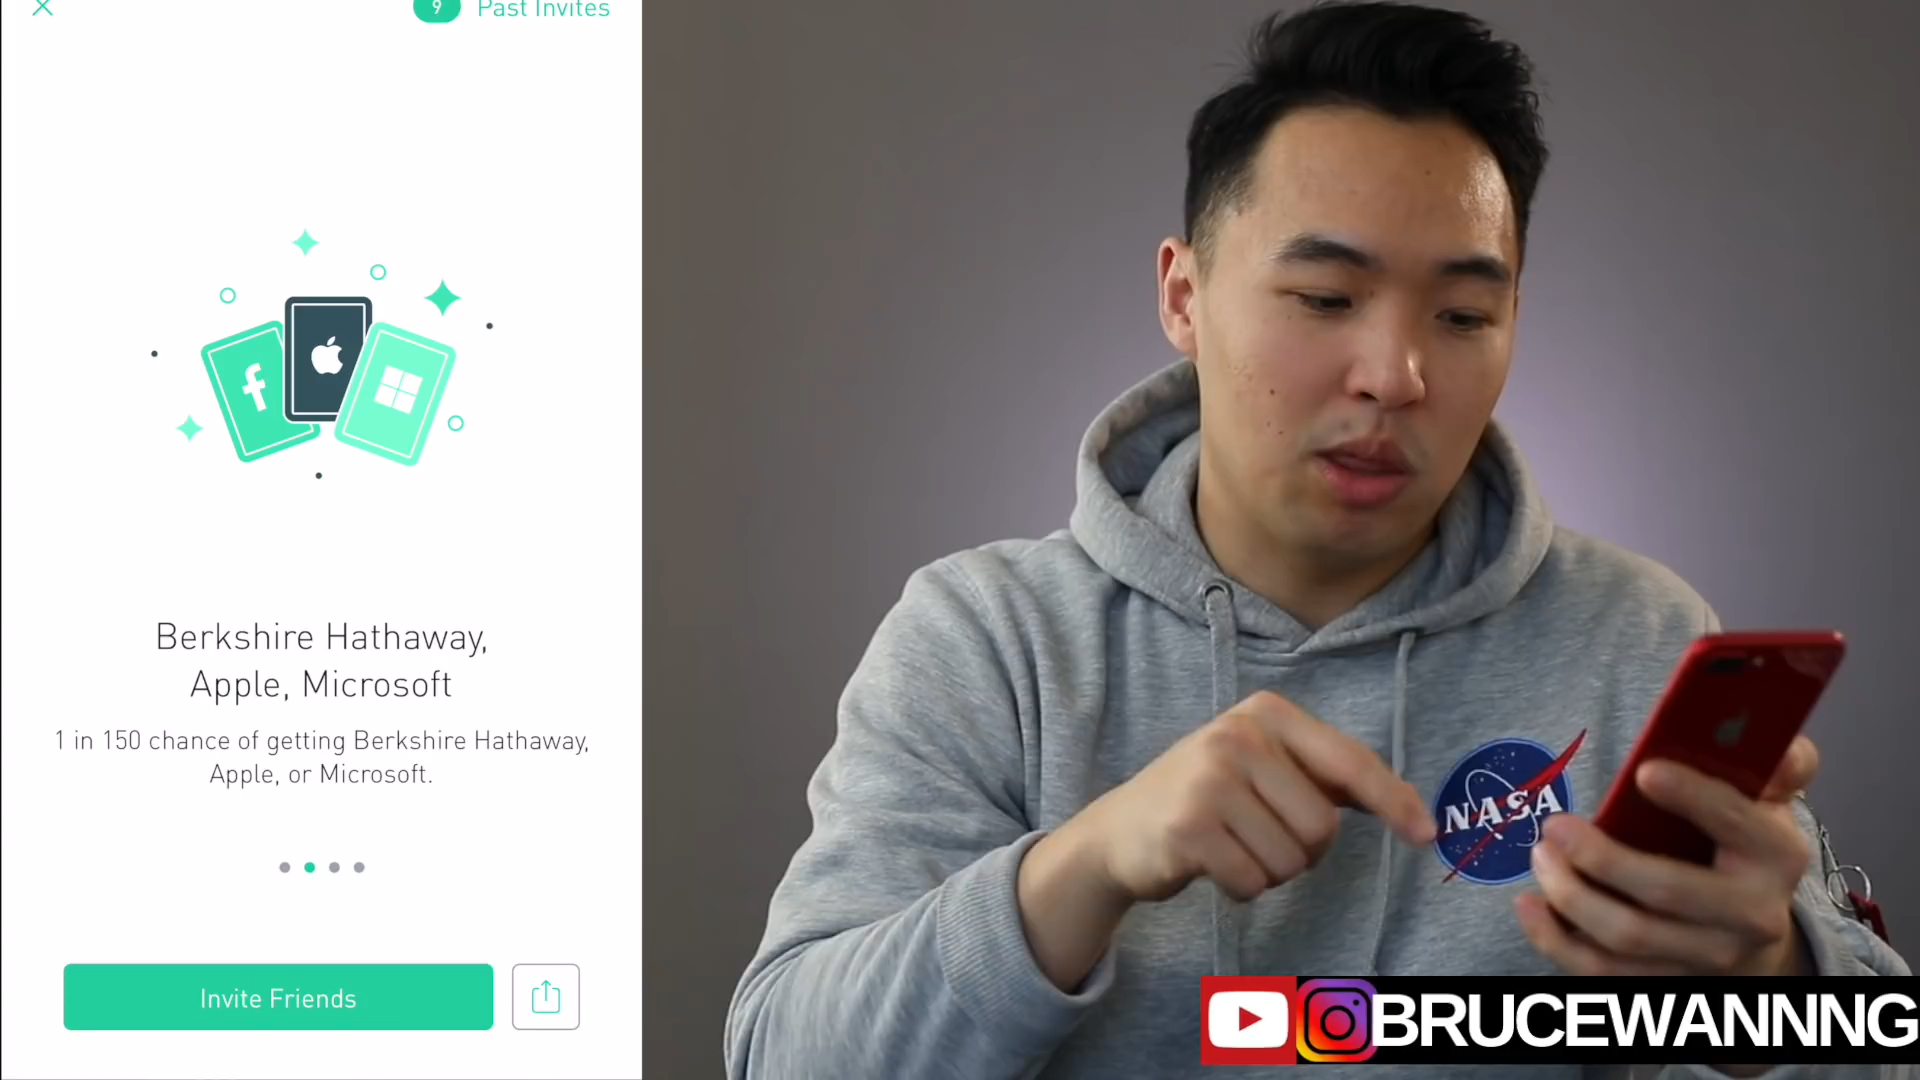 9 Past Invites
Berkshire Hathaway,
Apple, Microsoft
1 in 150 chance of getting Berkshire Hathaway,
Apple, or Microsoft.
Invite Friends
NASA
BRUCEWANNNG